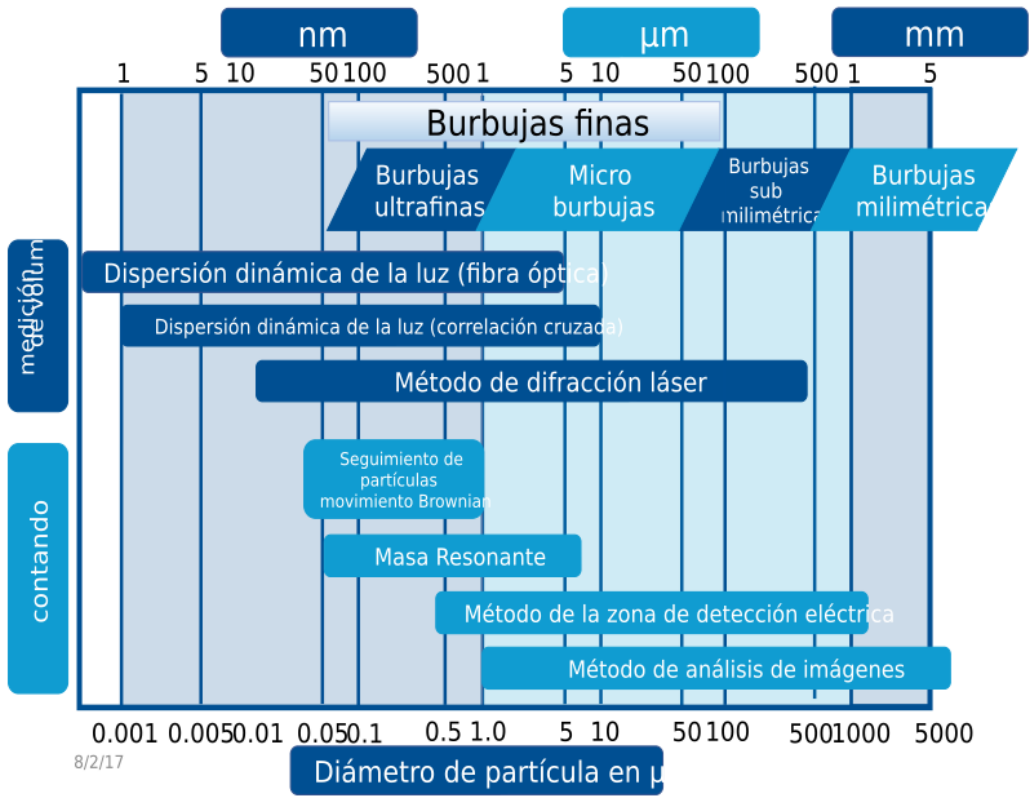 nm
µm
mm
1 5 10 50 100 500 1 5 10 50 100 500 1 5
Burbujas finas
Burbujas
ultrafinas
Micro
burbujas
Burbujas
sub
milimétrica
Burbujas
milimétrica
medición
de volum
Dispersión dinámica de la luz (fibra óptica)
Dispersión dinámica de la luz (correlación cruzada)
Método de difracción láser
contando
Seguimiento de
partículas
movimiento Brownian
Masa Resonante
Método de la zona de detección eléctrica
Método de análisis de imágenes
0.001 0.005 0.01 0.05 0.1 0.5 1.0 5 10 50 100 500 1000 5000
8/2/17
Diámetro de partícula en µ